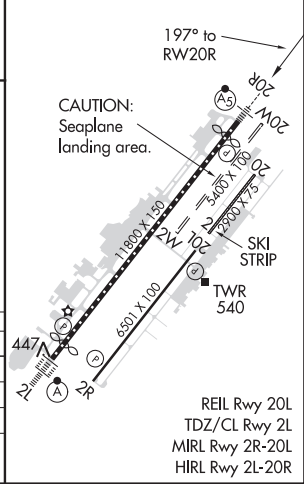 197° to
RW20R
20R
A5
20W
CAUTION:
Seaplane
landing area.
P
5400 X 100
20
2900 X 75
11800 X 150
2W
20L
2
SKI
STRIP
P
TWR
540
6501 X 100
P
447
P
2L
A
2R
REIL Rwy 20L
TDZ/CL Rwy 2L
MIRL Rwy 2R-20L
HIRL Rwy 2L-20R